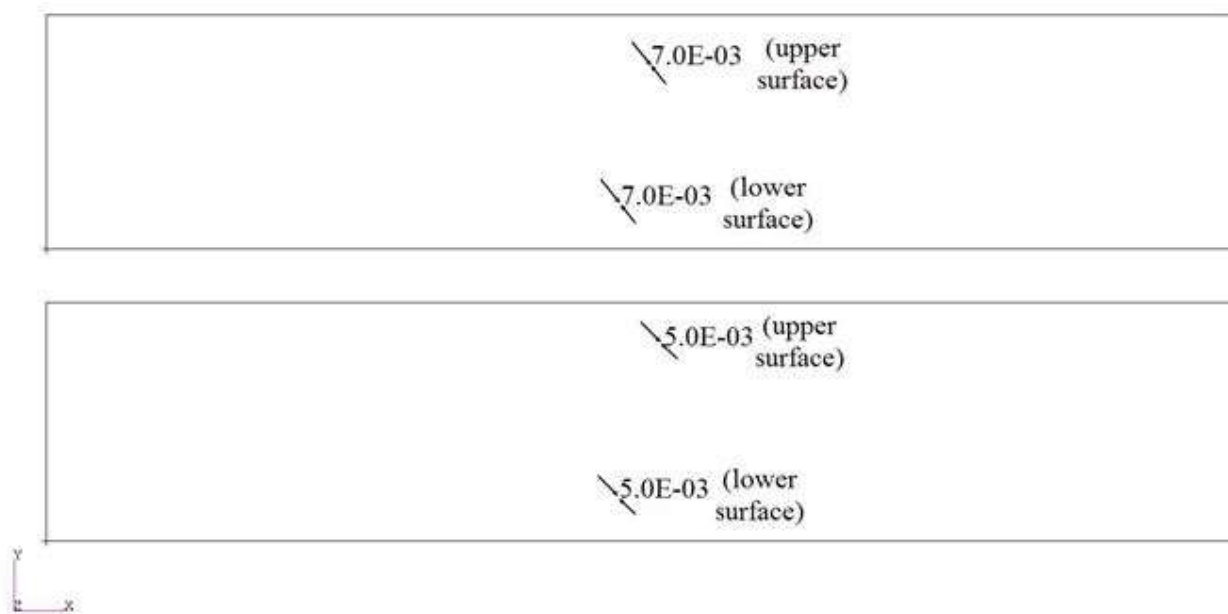 7.0E-03 (upper
surface)
7.0E-03 (lower
surface)
5.0E-03 (upper
surface)
5.0E-03 (lower
surface)
Y
Z X